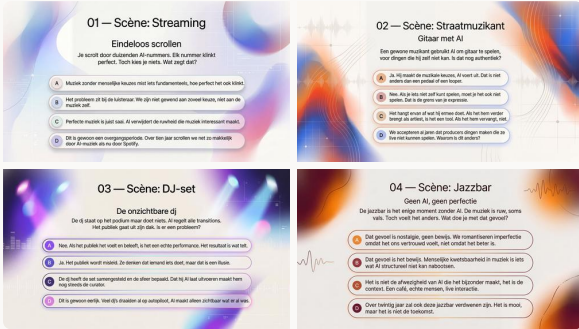 01 — Scène: Streaming
Eindeloos scrollen
Je scrolt door duizenden AI-nummers. Elk nummer klinkt
perfect. Toch kies je niets. Wat zegt dat?
A Muziek zonder menselijke keuzes mist iets fundamenteels, hoe perfect het ook klinkt.
B Het probleem zit bij de luisteraar. We zijn niet gewend aan zoveel keuze, niet aan de
muziek zelf.
C Perfecte muziek is juist saai. AI verwijdert de ruwheid die muziek interessant maakt.
D Dit is gewoon een overgangsperiode. Over tien jaar scrollen we net zo makkelijk
door AI-muziek als nu door Spotify.
02 — Scène: Straatmuzikant
Gitaar met AI
Een gewone muzikant gebruikt AI om gitaar te spelen,
voor dingen die hij zelf niet kan. Is dat nog authentiek?
A Ja. Hij maakt de muzikale keuzes, AI voert uit. Dat is niet
anders dan een pedaal of een looper.
B Nee. Als je iets niet zelf kunt spelen, moet je het ook niet
spelen. Dat is de grens van je expressie.
C Het hangt ervan af wat hij ermee doet. Als het hem verder
brengt als artiest, is het een tool. Als het hem vervangt, niet.
D We accepteren al jaren dat producers dingen maken die ze
live niet kunnen spelen. Waarom is dit anders?
03 — Scène: DJ-set
De onzichtbare dj
De dj staat op het podium maar doet niets. AI regelt alle transities.
Het publiek gaat uit zijn dak. Is dit echt?
A Nee. Als het publiek het voelt en beleeft, is het een echte performance. Het resultaat is wat telt.
B Ja. Het publiek wordt misleid. Ze denken dat iemand iets doet, maar dat is een illusie.
C De dj heeft de set samengesteld en de sfeer bepaald. Dat hij AI laat uitvoeren maakt hem
nog steeds de curator.
D Dit is gewoon eerlijk. Veel dj's draaiden al op autopiloot, AI maakt alleen zichtbaar wat er al was.
04 — Scène: Jazzbar
Geen AI, geen perfectie
De jazzbar is het enige moment zonder AI. De muziek is ruw, soms
vals. Toch voelt het anders. Wat doe je met dat gevoel?
A Dat gevoel is nostalgie, geen bewijs. We romantiseren imperfectie
omdat het ons vertrouwd voelt, niet omdat het beter is.
B Dat gevoel is het bewijs. Menselijke kwetsbaarheid in muziek is iets
wat AI structureel niet kan nabootsen.
C Het is niet de afwezigheid van AI die het bijzonder maakt, het is de
context. Een café, echte mensen, live interactie.
D Over twintig jaar zal ook deze jazzbar verdwenen zijn. Het is mooi,
maar het is niet de toekomst.